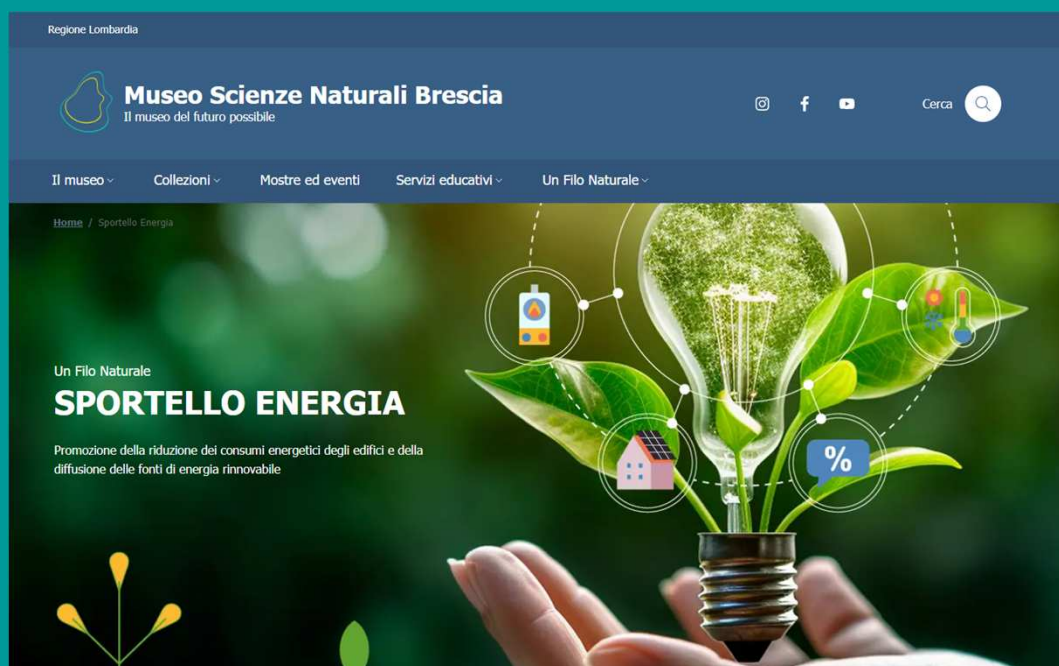 Regione Lombardia
Museo Scienze Naturali Brescia
Il museo del futuro possibile
Cerca
Il museo
Collezioni
Mostre ed eventi
Servizi educativi
Un Filo Naturale
Home / Sportello Energia
Un Filo Naturale
SPORTELLO ENERGIA
Promozione della riduzione dei consumi energetici degli edifici e della
diffusione delle fonti di energia rinnovabile
%